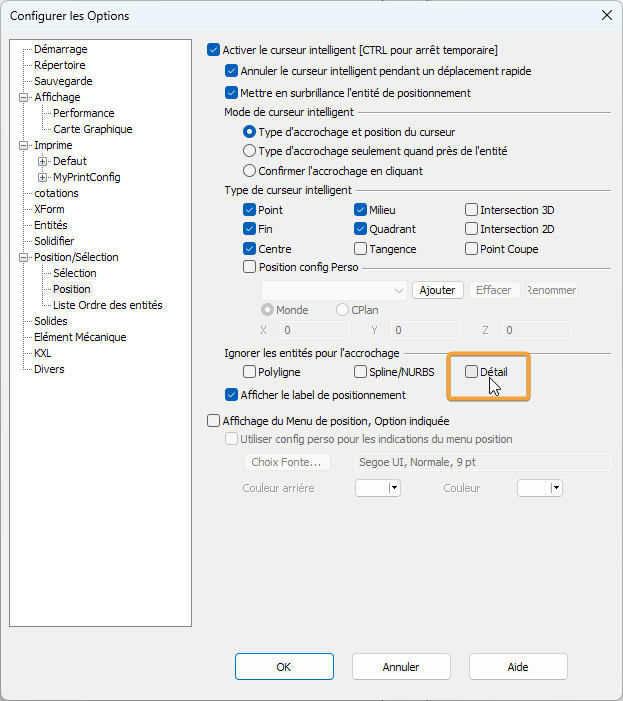 Configurer les Options
Démarrage
Répertoire
Sauvegarde
Affichage
Performance
Carte Graphique
Imprime
Defaut
MyPrintConfig
cotations
XForm
Entités
Solidifier
Position/Sélection
Sélection
Position
Liste Ordre des entités
Solides
Elément Mécanique
KXL
Divers
Activer le curseur intelligent [CTRL pour arrêt temporaire]
Annuler le curseur intelligent pendant un déplacement rapide
Mettre en surbrillance l'entité de positionnement
Mode de curseur intelligent
Type d'accrochage et position du curseur
Type d'accrochage seulement quand près de l'entité
Confirmer l'accrochage en cliquant
Type de curseur intelligent
Point Milieu Intersection 3D
Fin Quadrant Intersection 2D
Centre Tangence Point Coupe
Position config Perso
Ajouter Effacer Renommer
Monde CPlan
X 0 Y 0 Z 0
Ignorer les entités pour l'accrochage
Polyligne Spline/NURBS Détail
Afficher le label de positionnement
Affichage du Menu de position, Option indiquée
Utiliser config perso pour les indications du menu position
Choix Fonte... Segoe UI, Normale, 9 pt
Couleur arriére Couleur
OK Annuler Aide